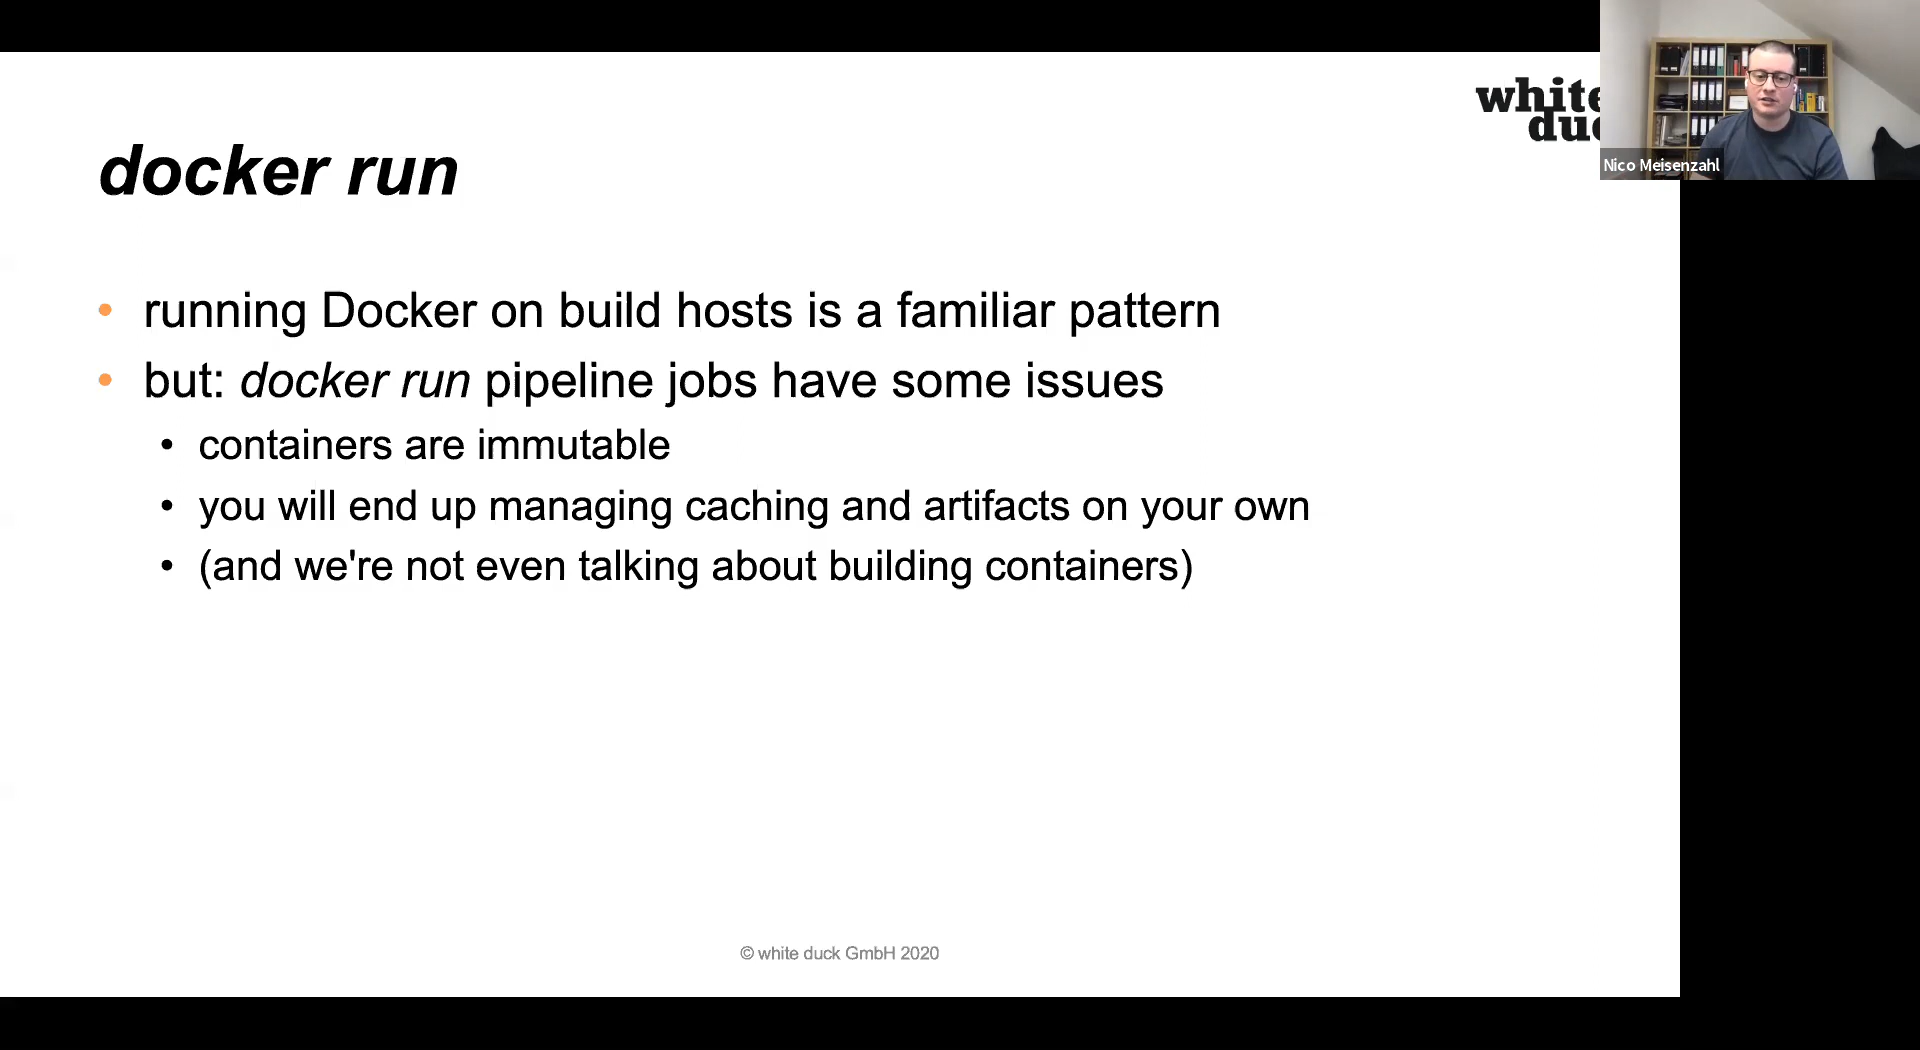 white
docker run
running Docker on build hosts is a familiar pattern
but: docker run pipeline jobs have some issues
containers are immutable
you will end up managing caching and artifacts on your own
(and we're not even talking about building containers)
© white duck GmbH 2020
Nico Meisenzahl